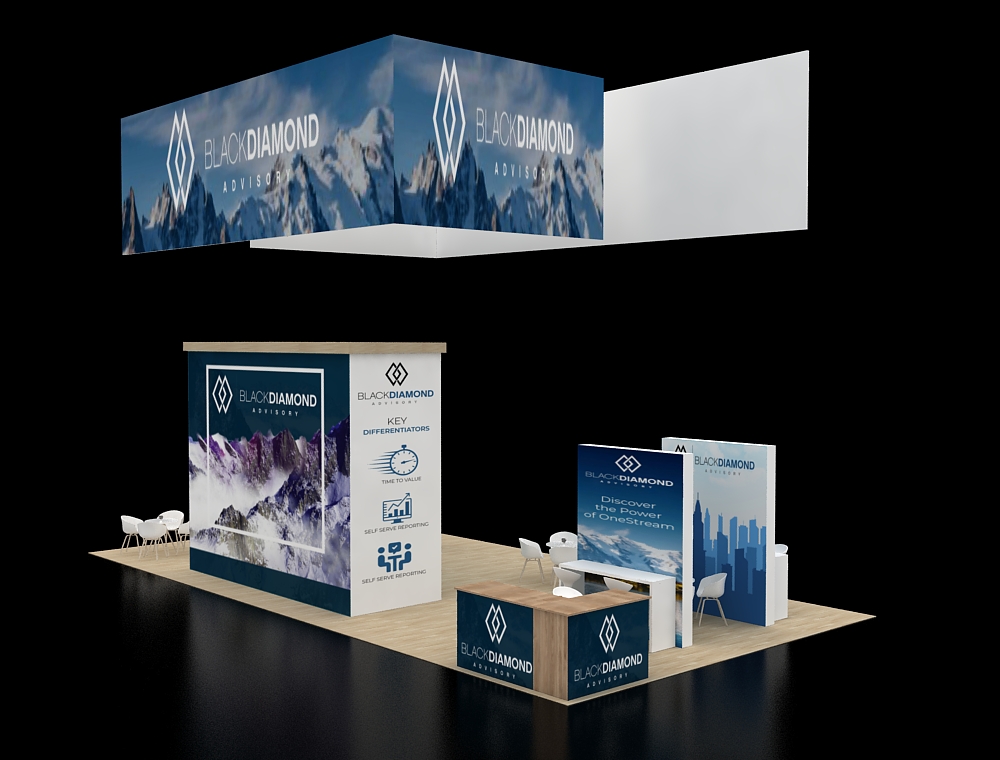 BLACKDIAMOND
ADVISORY
BLACKDIAMOND
ADVISORY
BLACKDIAMOND
ADVISORY
BLACKDIAMOND
ADVISORY
KEY
DIFFERENTIATORS
TIME TO VALUE
SELF SERVE REPORTING
SELF SERVE REPORTING
BLACKDIAMOND
ADVISORY
Discover
the Power
of OneStream
BLACKDIAMOND
ADVISORY
BLACKDIAMOND
ADVISORY
BLACKDIAMOND
ADVISORY